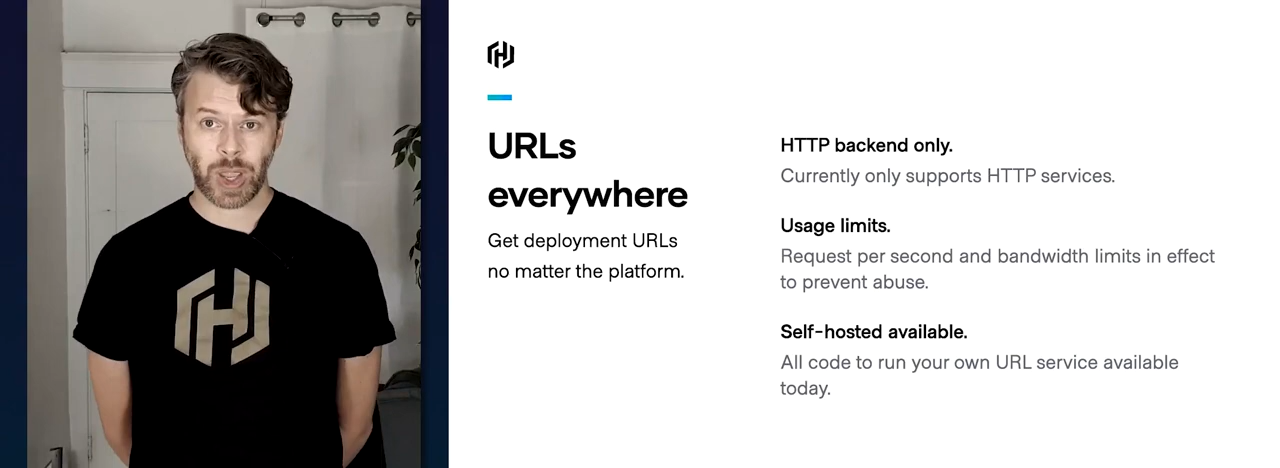 URLs
everywhere
Get deployment URLs
no matter the platform.
HTTP backend only.
Currently only supports HTTP services.
Usage limits.
Request per second and bandwidth limits in effect
to prevent abuse.
Self-hosted available.
All code to run your own URL service available
today.